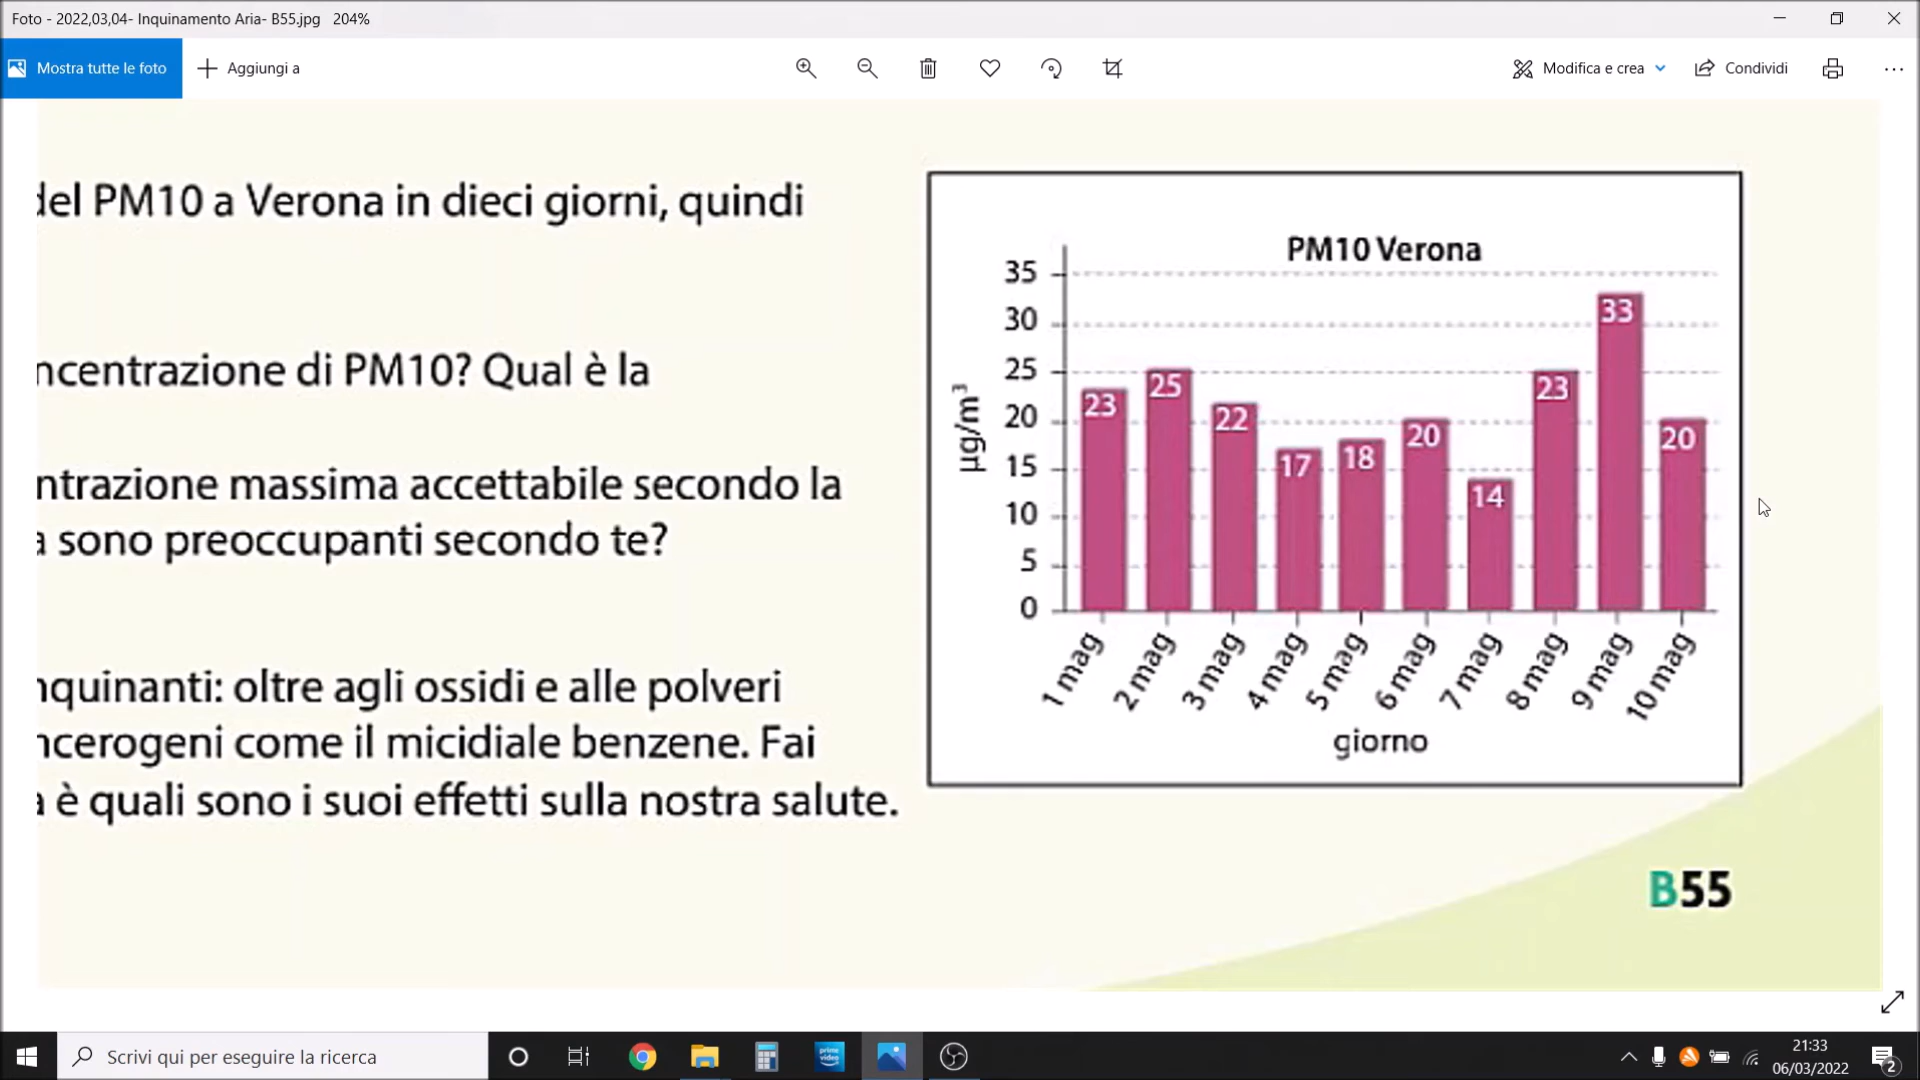 Foto - 2022,03,04- Inquinamento Aria- B55.jpg 204%
Mostra tutte le foto
Aggiungi a
Modifica e crea
Condividi
del PM10 a Verona in dieci giorni, quindi
ncentrazione di PM10? Qual è la
ntrazione massima accettabile secondo la
a sono preoccupanti secondo te?
nquinanti: oltre agli ossidi e alle polveri
ncerogeni come il micidiale benzene. Fai
a è quali sono i suoi effetti sulla nostra salute.
PM10 Verona
µg/m³
35
30
25
20
15
10
5
0
23
25
22
17
18
20
14
23
33
20
1 mag
2 mag
3 mag
4 mag
5 mag
6 mag
7 mag
8 mag
9 mag
10 mag
giorno
B55
Scrivi qui per eseguire la ricerca
prime video
21:33
06/03/2022
2